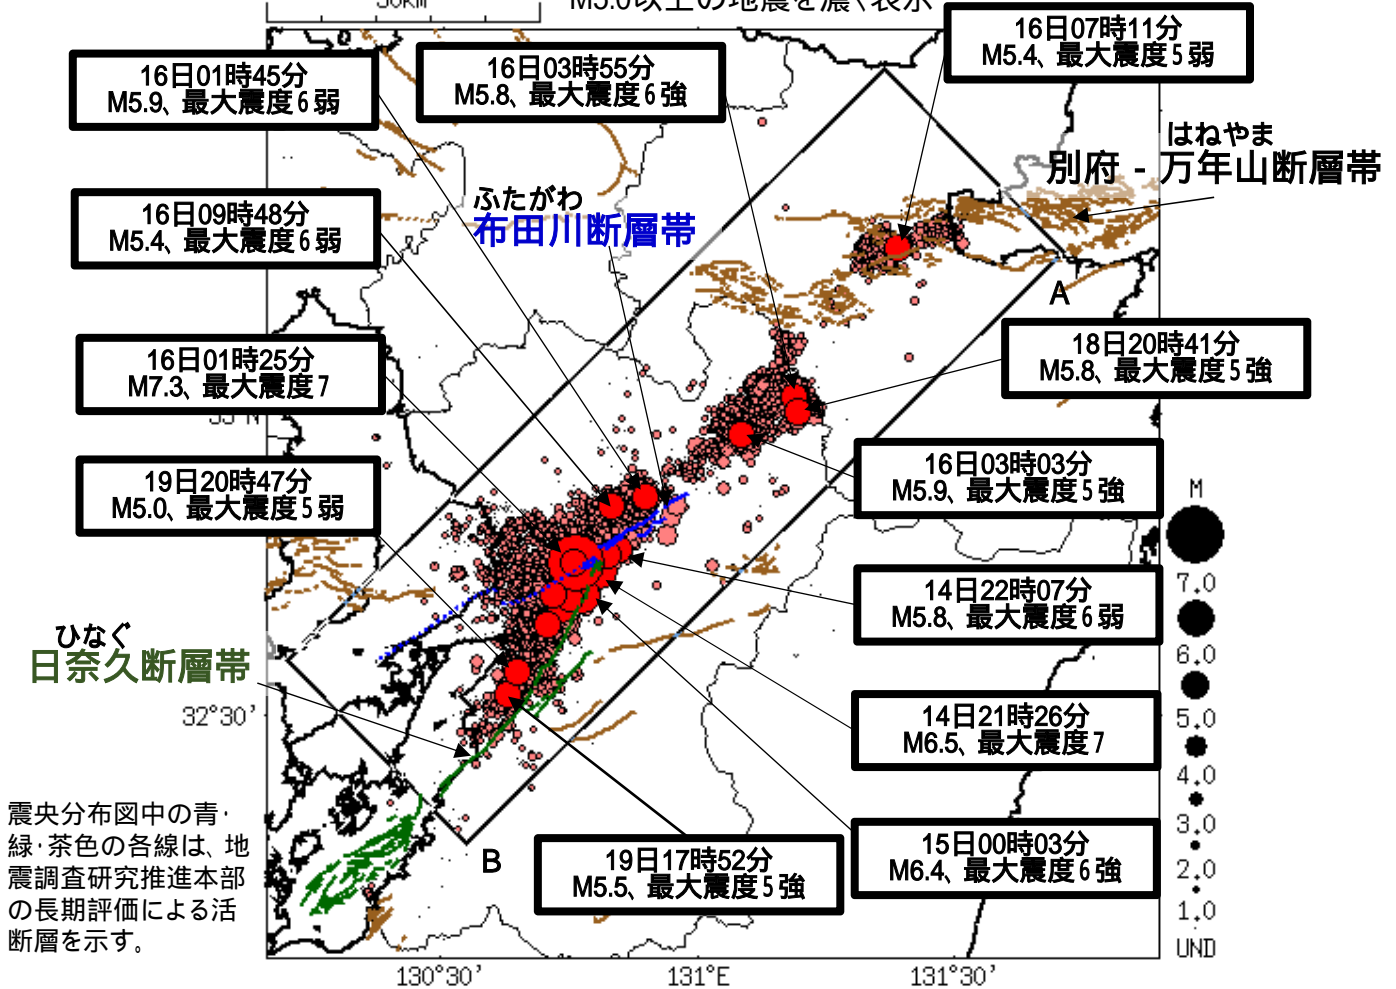 M5.0以上の地震を濃く表示
16日07時11分
M5.4、最大震度5弱
16日01時45分
M5.9、最大震度6弱
16日03時55分
M5.8、最大震度6強
はねやま
別府 - 万年山断層帯
16日09時48分
M5.4、最大震度6弱
ふたがわ
布田川断層帯
A
16日01時25分
M7.3、最大震度7
18日20時41分
M5.8、最大震度5強
19日20時47分
M5.0、最大震度5弱
16日03時03分
M5.9、最大震度5強
14日22時07分
M5.8、最大震度6弱
ひなぐ
日奈久断層帯
32°30'
14日21時26分
M6.5、最大震度7
15日00時03分
M6.4、最大震度6強
B
19日17時52分
M5.5、最大震度5強
M
7.0
6.0
5.0
4.0
3.0
2.0
1.0
UND
震央分布図中の青・
緑・茶色の各線は、地
震調査研究推進本部
の長期評価による活
断層を示す。
130°30'
131°E
131°30'